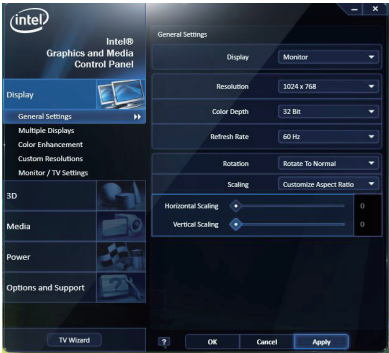 intel
Intel®
Graphics and Media
Control Panel
Display
General Settings
Multiple Displays
Color Enhancement
Custom Resolutions
Monitor / TV Settings
3D
Media
Power
Options and Support
TV Wizard
General Settings
Display Monitor
Resolution 1024 x 768
Color Depth 32 Bit
Refresh Rate 60 Hz
Rotation Rotate To Normal
Scaling Customize Aspect Ratio
Horizontal Scaling 0
Vertical Scaling 0
? OK Cancel Apply